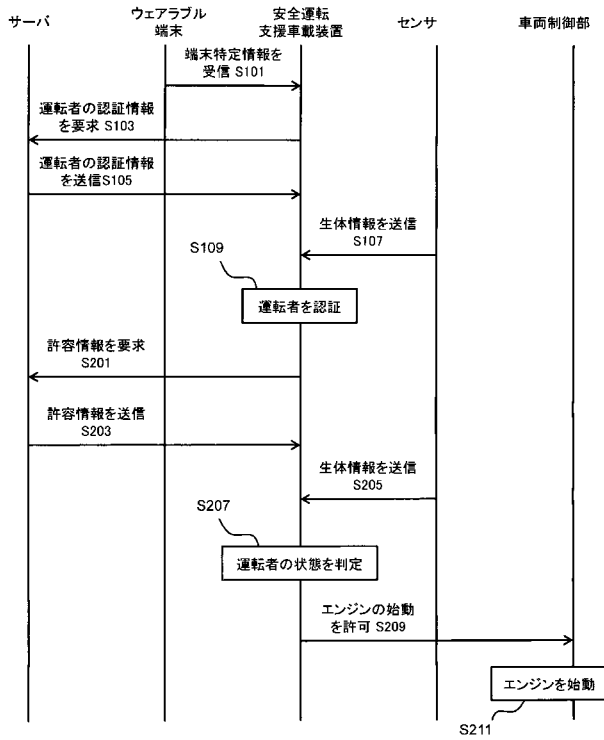 サーバ
ウェアラブル
端末
安全運転
支援車載装置
センサ
車両制御部
端末特定情報を
受信 S101
運転者の認証情報
を要求 S103
運転者の認証情報
を送信S105
生体情報を送信
S107
S109
運転者を認証
許容情報を要求
S201
許容情報を送信
S203
生体情報を送信
S205
S207
運転者の状態を判定
エンジンの始動
を許可 S209
エンジンを始動
S211